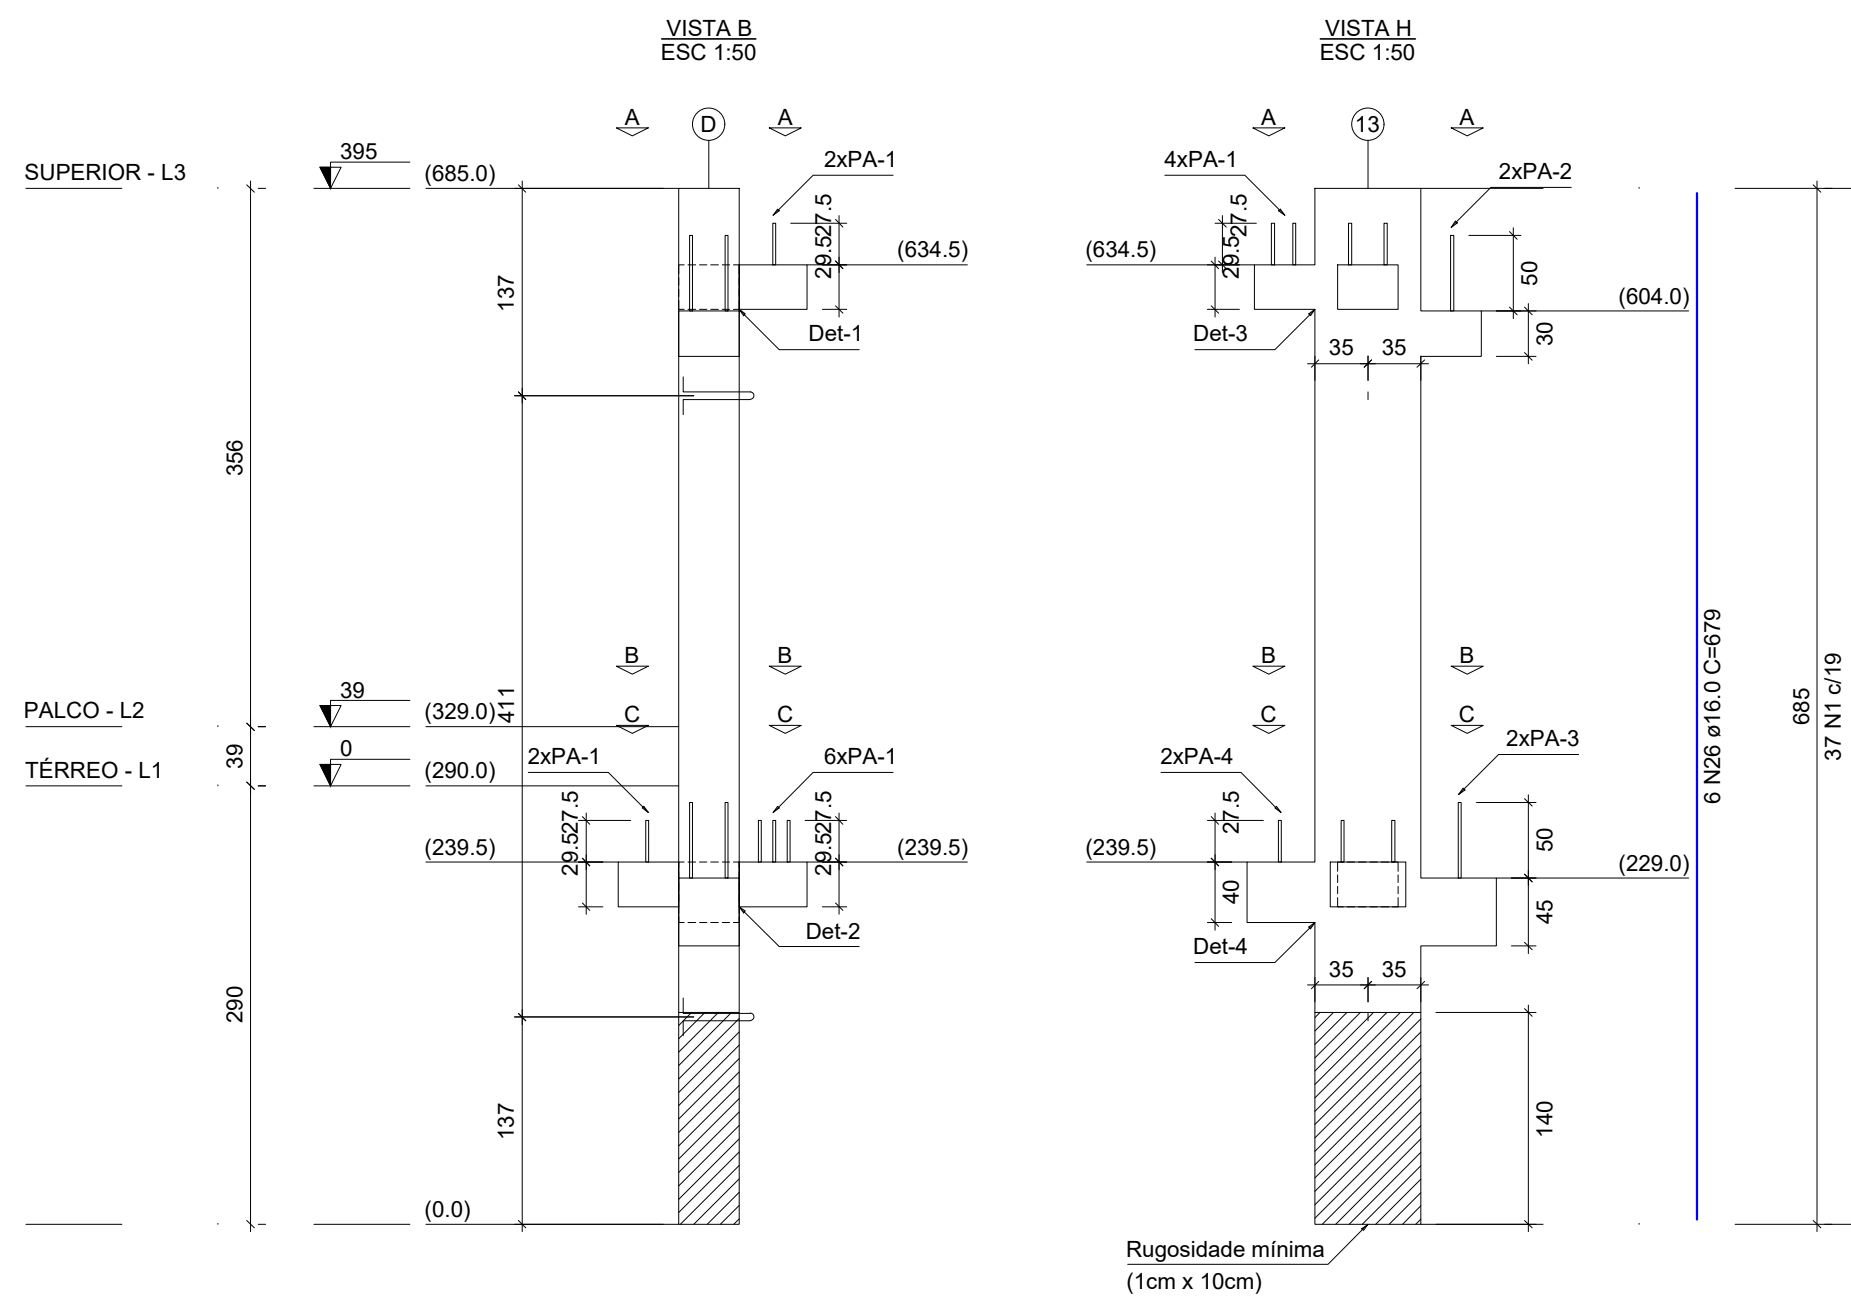 VISTA B
ESC 1:50
VISTA H
ESC 1:50
A
D
A
A
13
A
SUPERIOR - L3
395
(685.0)
2xPA-1
4xPA-1
2xPA-2
27.5
29.5
(634.5)
(634.5)
27.5
29.5
50
(604.0)
137
Det-1
Det-3
35
35
30
356
B
B
B
B
6 N26 ø16.0 C=679
685
37 N1 c/19
PALCO - L2
39
(329.0)
411
C
C
C
C
39
TÉRREO - L1
0
(290.0)
2xPA-1
6xPA-1
2xPA-4
2xPA-3
27.5
29.5
27.5
29.5
27.5
50
(239.5)
(239.5)
(239.5)
(229.0)
40
45
Det-2
Det-4
35
35
290
137
140
(0.0)
Rugosidade mínima
(1cm x 10cm)